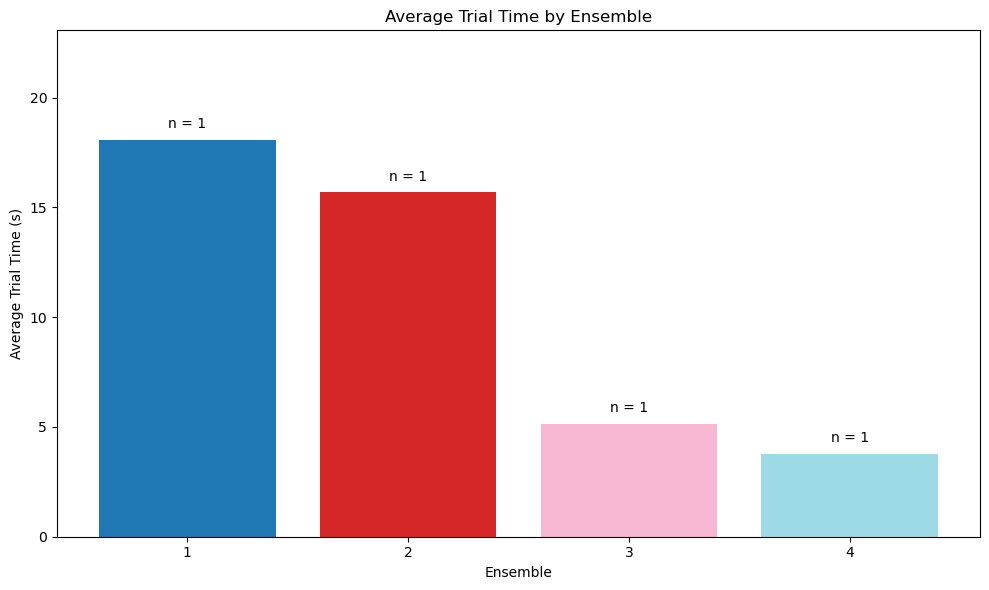 Average Trial Time by Ensemble
Average Trial Time (s)
20
15
10
5
0
n = 1
n = 1
n = 1
n = 1
1
2
3
4
Ensemble